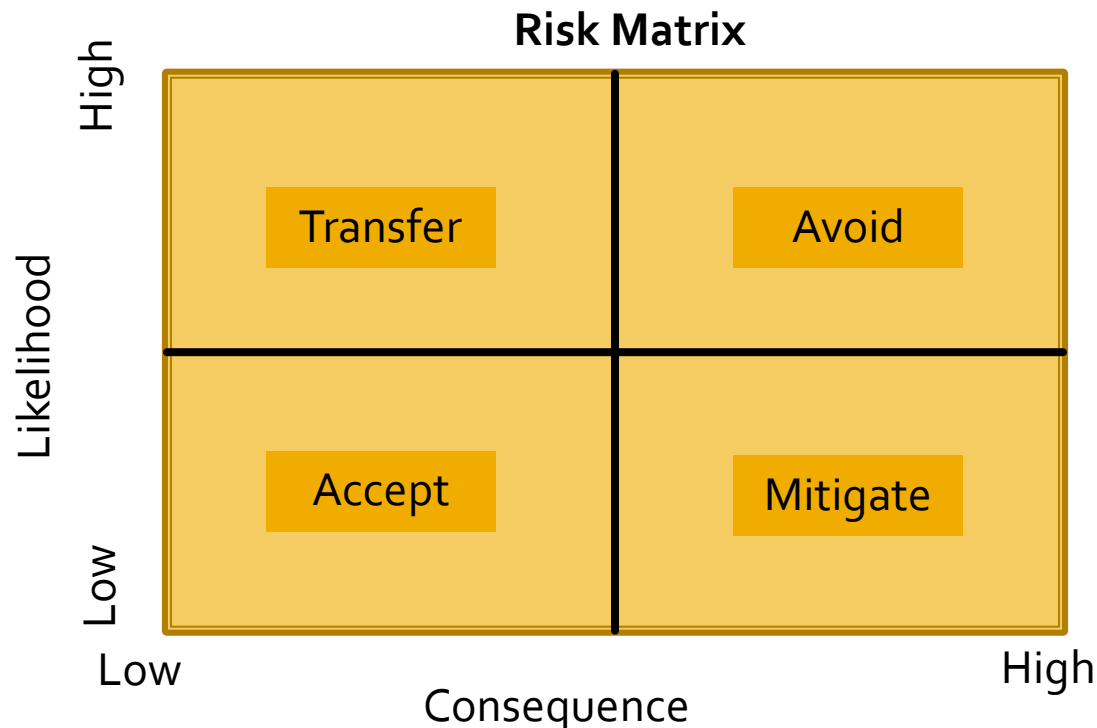 Risk Matrix
High
Transfer
Avoid
Likelihood
Accept
Mitigate
Low
Low
High
Consequence